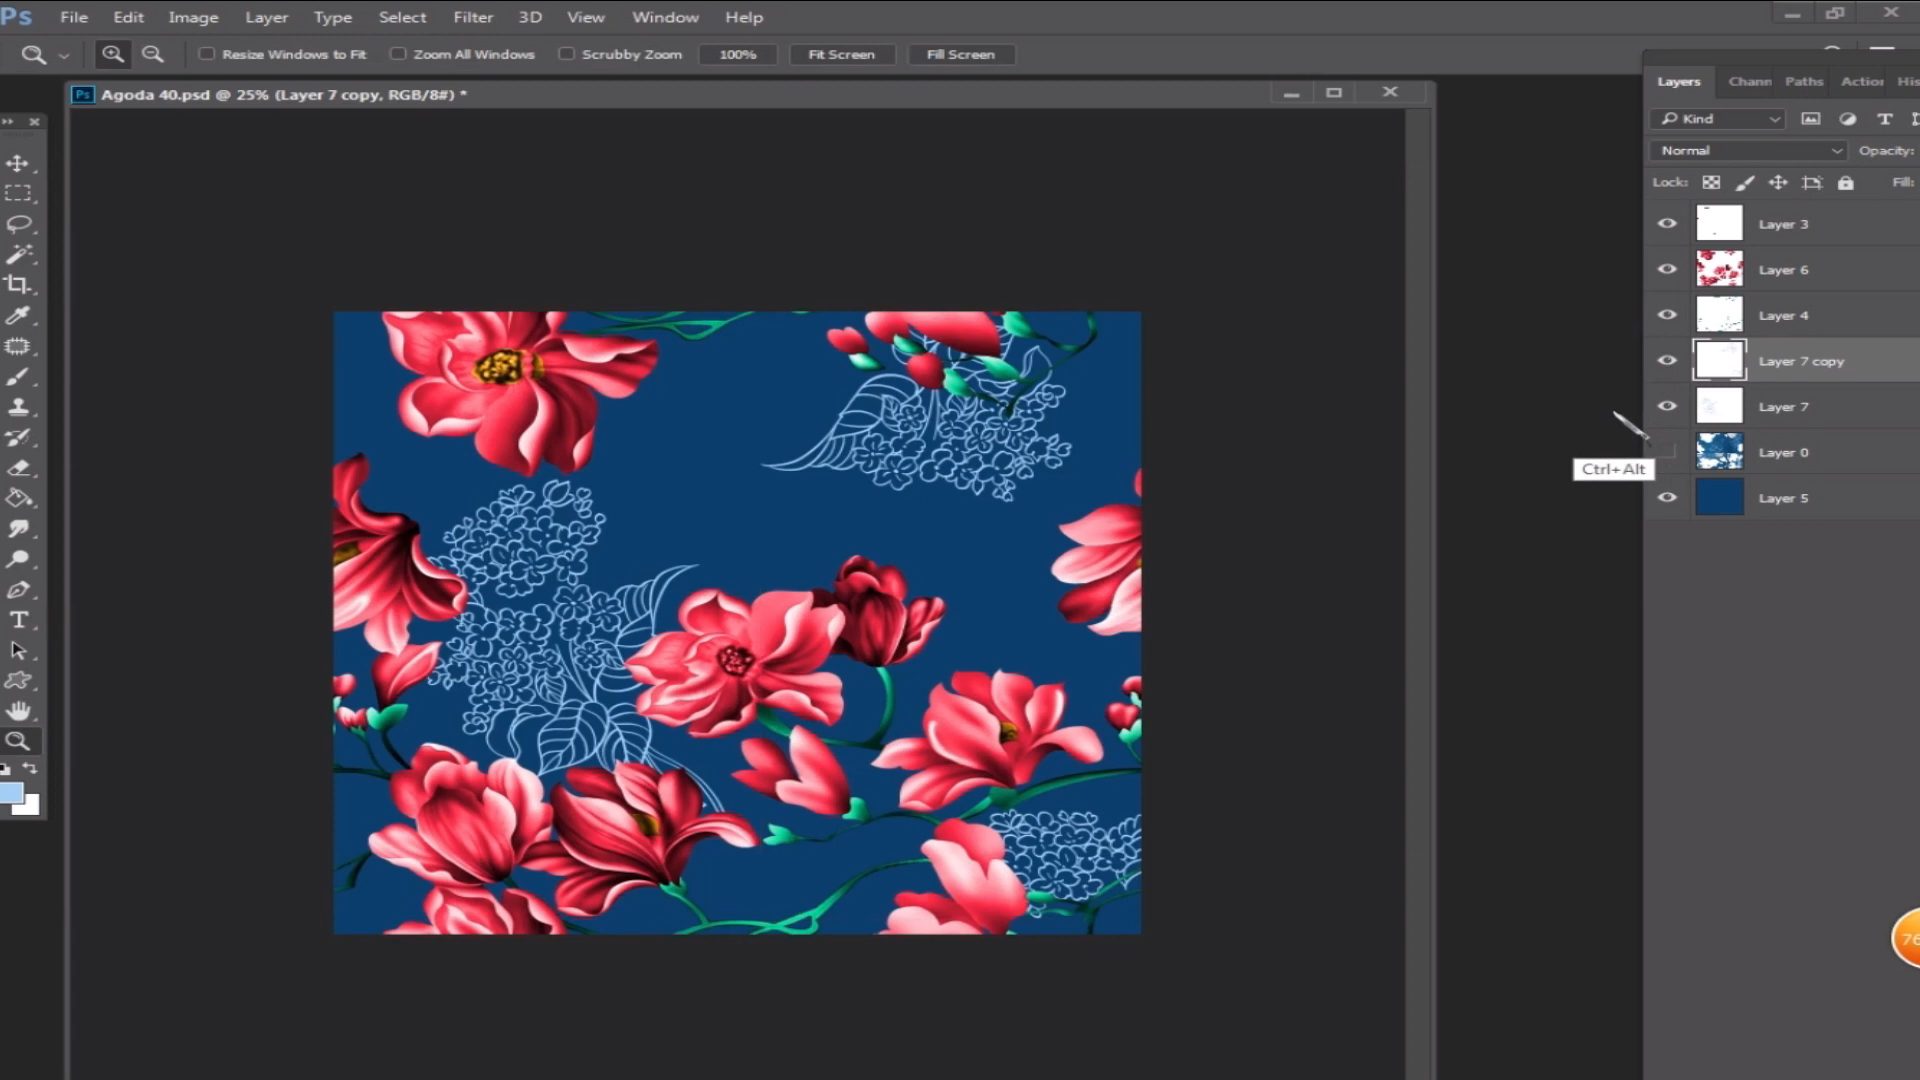 Ps File Edit Image Layer Type Select Filter 3D View Window Help
Resize Windows to Fit Zoom All Windows Scrubby Zoom 100% Fit Screen Fill Screen
Ps Agoda 40.psd @ 25% (Layer 7 copy, RGB/8#) *
Layers Chann Paths Action His
Kind
Normal Opacity:
Lock: Fill:
Layer 3
Layer 6
Layer 4
Layer 7 copy
Layer 7
Layer 0
Ctrl+Alt
Layer 5
76